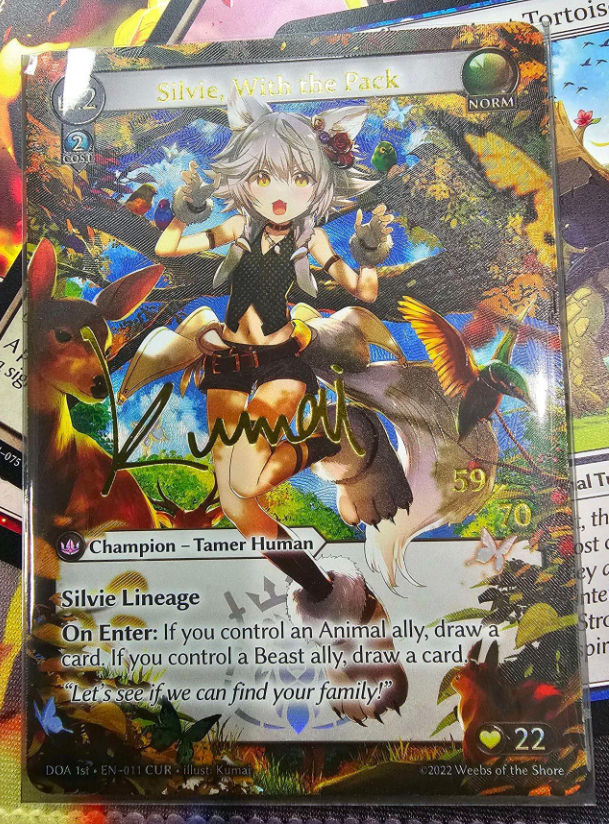 Tortois
Silvie, With the Pack
2
NORM
2
COST
Kumai
59
70
Champion – Tamer Human
Silvie Lineage
On Enter: If you control an Animal ally, draw a
card. If you control a Beast ally, draw a card.
"Let's see if we can find your family!"
22
DOA 1st • EN-011 CUR • illust: Kumai
©2022 Weebs of the Shore
-075